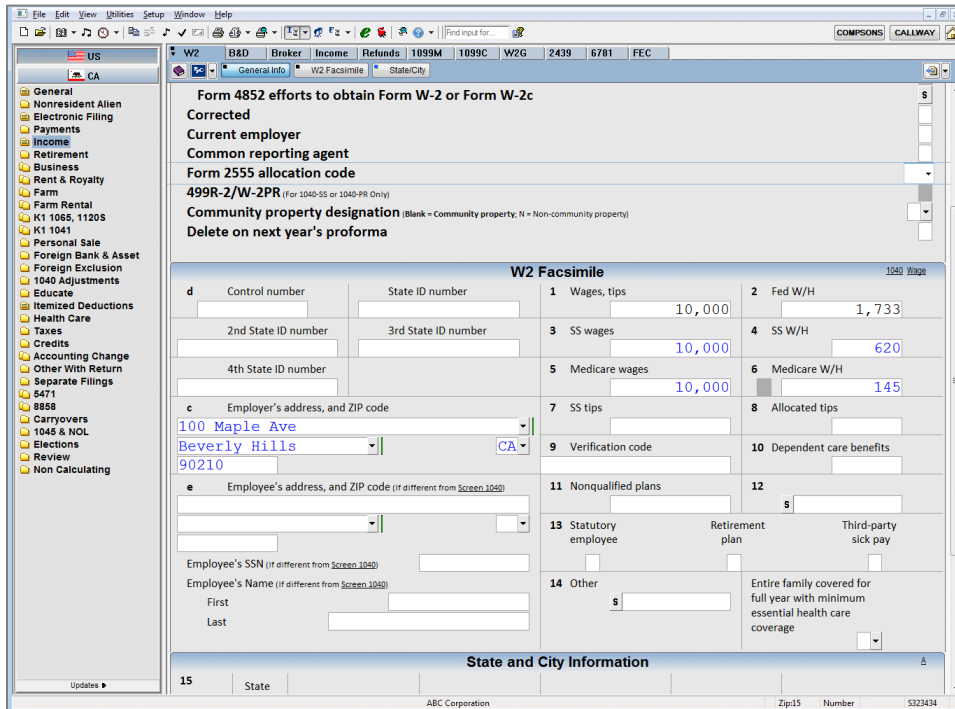 File Edit View Utilities Setup Window Help
Find input for...
COMPSONS CALLWAY
US
CA
General
Nonresident Alien
Electronic Filing
Payments
Income
Retirement
Business
Rent & Royalty
Farm
Farm Rental
K1 1065, 1120S
K1 1041
Personal Sale
Foreign Bank & Asset
Foreign Exclusion
1040 Adjustments
Educate
Itemized Deductions
Health Care
Taxes
Credits
Accounting Change
Other With Return
Separate Filings
5471
8858
Carryovers
1045 & NOL
Elections
Review
Non Calculating
Updates
W2 B&D Broker Income Refunds 1099M 1099C W2G 2439 6781 FEC
General Info W2 Facsimile State/City
Form 4852 efforts to obtain Form W-2 or Form W-2c S
Corrected
Current employer
Common reporting agent
Form 2555 allocation code
499R-2/W-2PR (For 1040-SS or 1040-PR Only)
Community property designation (Blank = Community property; N = Non-community property)
Delete on next year's proforma
W2 Facsimile 1040 Wage
d Control number State ID number 1 Wages, tips 2 Fed W/H
10,000 1,733
2nd State ID number 3rd State ID number 3 SS wages 4 SS W/H
10,000 620
4th State ID number 5 Medicare wages 6 Medicare W/H
10,000 145
c Employer's address, and ZIP code 7 SS tips 8 Allocated tips
100 Maple Ave
Beverly Hills CA 9 Verification code 10 Dependent care benefits
90210
e Employee's address, and ZIP code (If different from Screen 1040) 11 Nonqualified plans 12
S
13 Statutory employee Retirement plan Third-party sick pay
Employee's SSN (If different from Screen 1040)
Employee's Name (If different from Screen 1040) 14 Other Entire family covered for
First S full year with minimum
essential health care
Last coverage
State and City Information A
15 State
ABC Corporation Zip:15 Number S323434